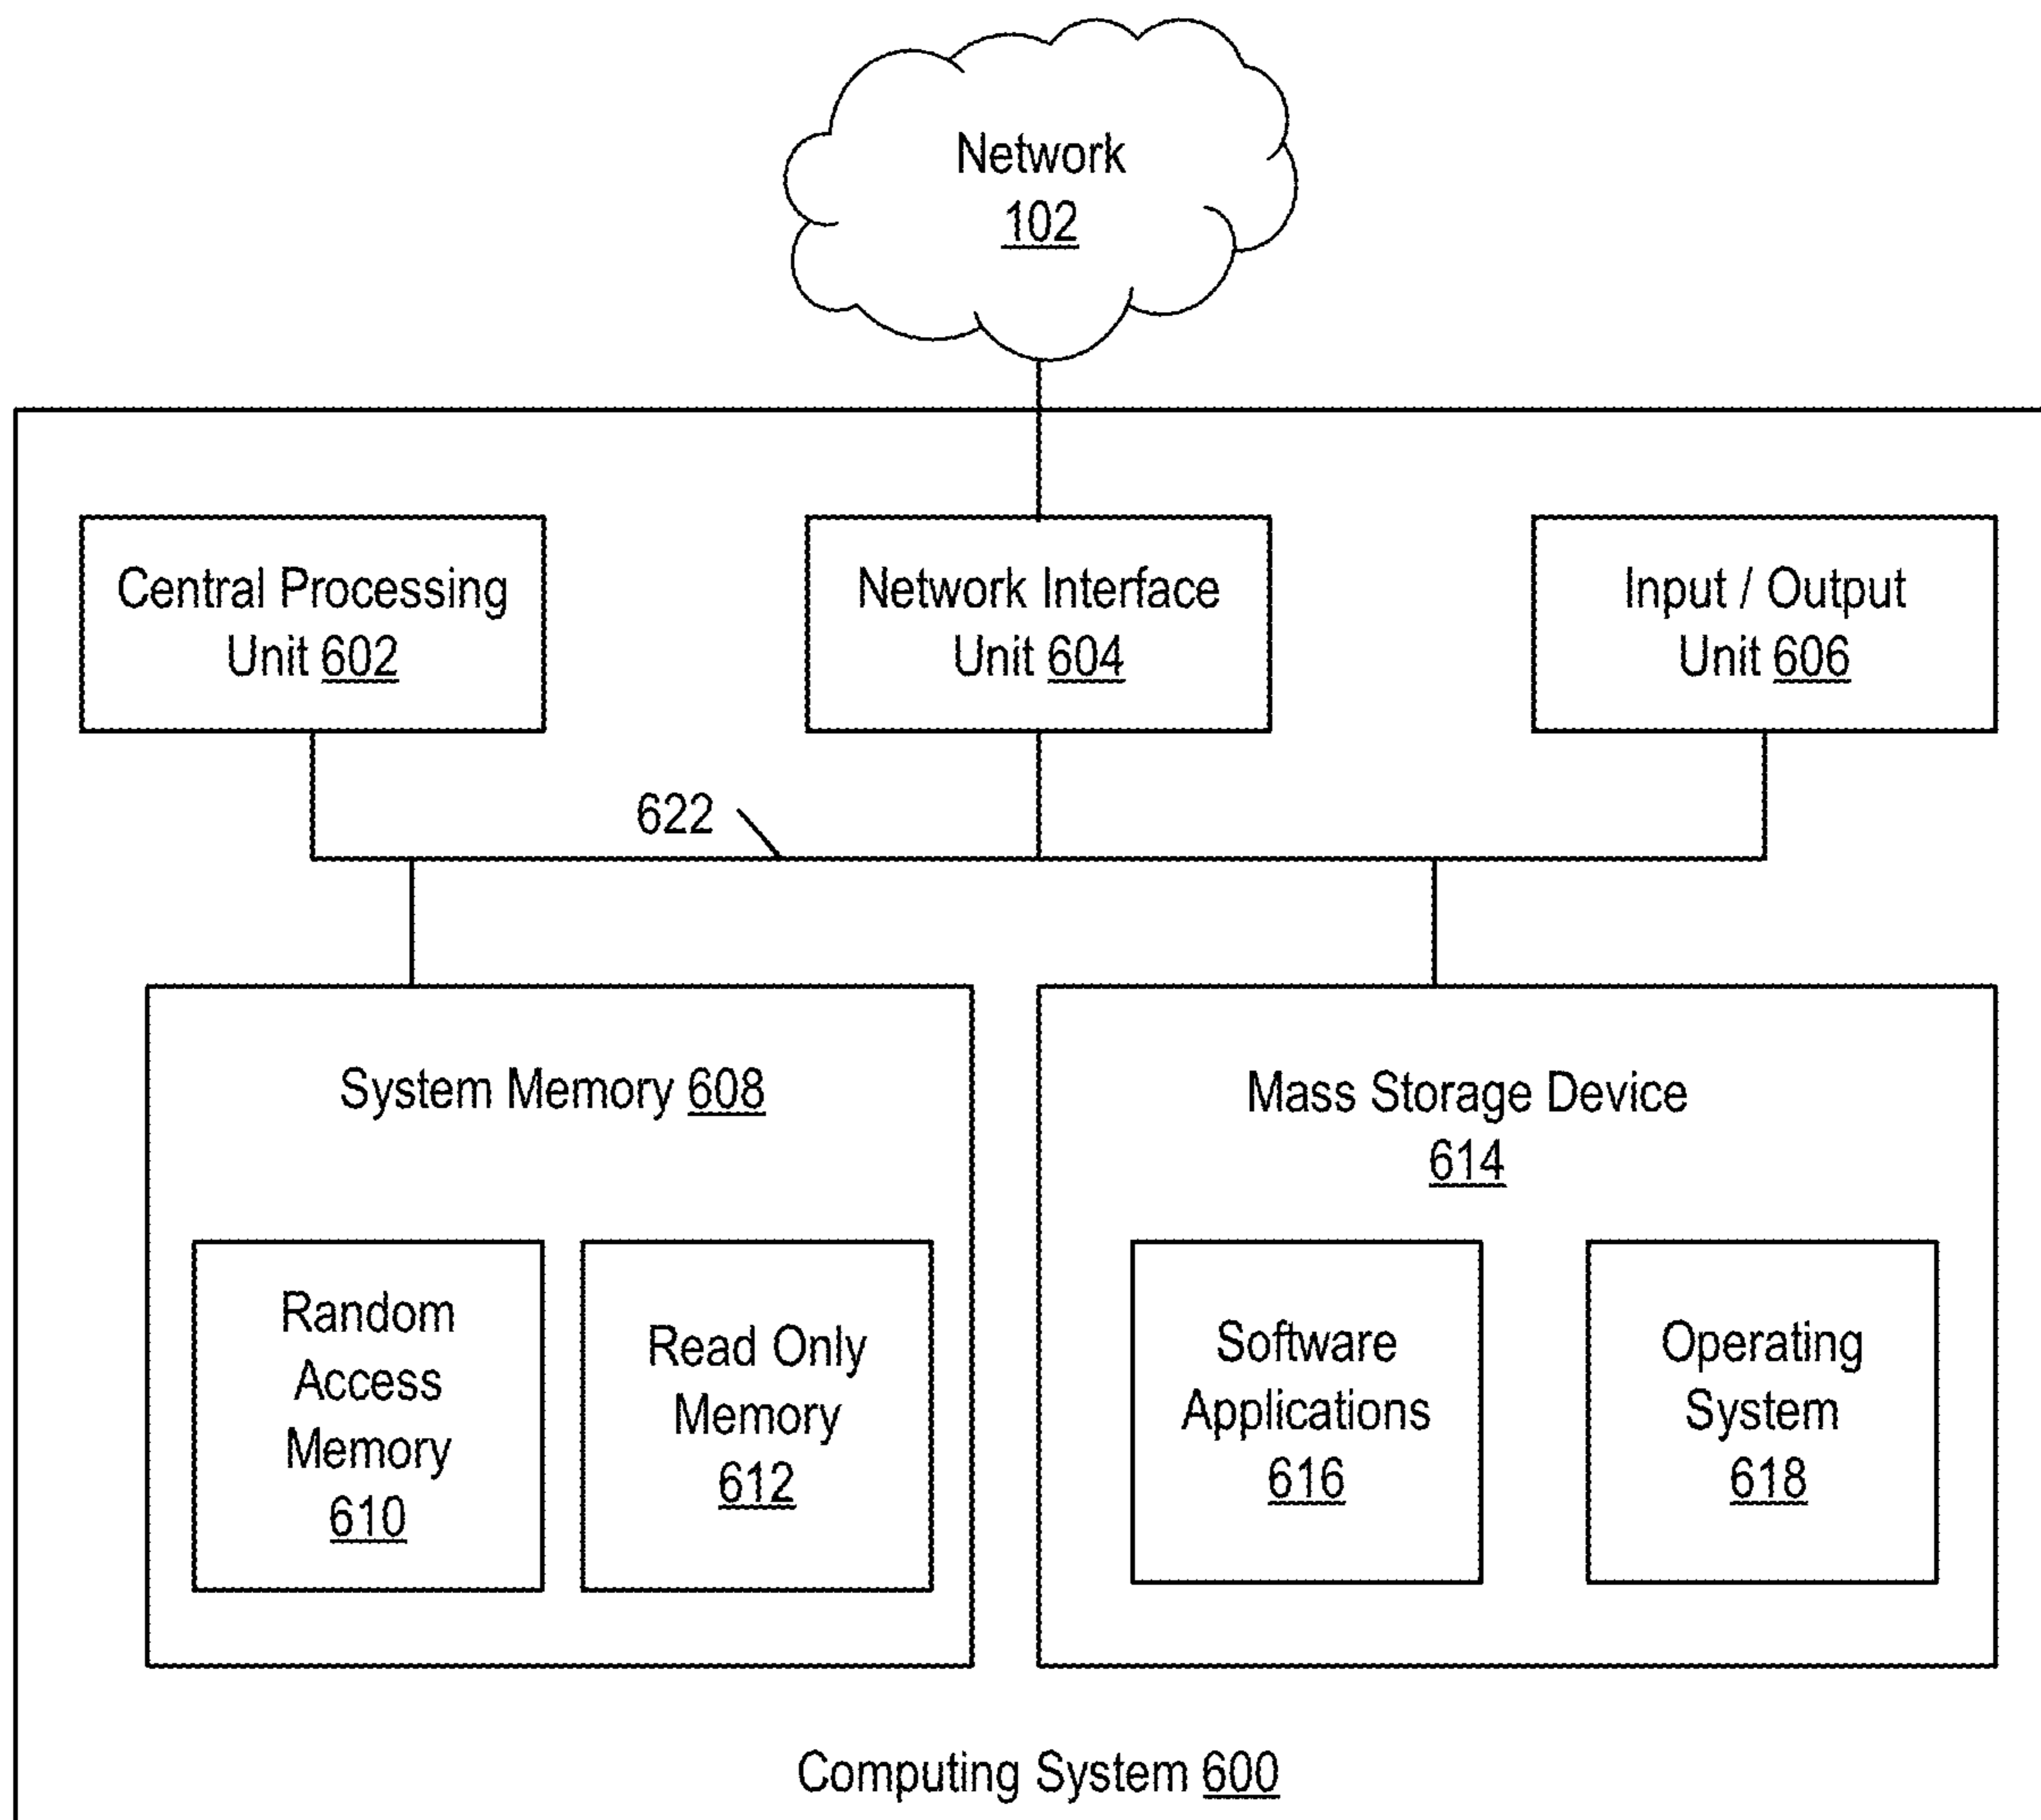 Network
102
Central Processing
Unit 602
Network Interface
Unit 604
Input / Output
Unit 606
622
System Memory 608
Random
Access
Memory
610
Read Only
Memory
612
Mass Storage Device
614
Software
Applications
616
Operating
System
618
Computing System 600